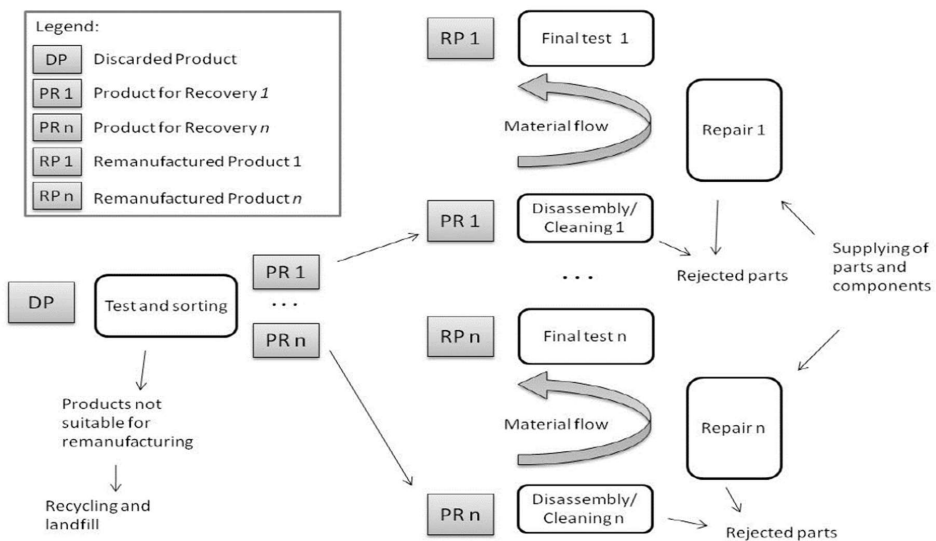 Legend:
DP Discarded Product
PR 1 Product for Recovery 1
PR n Product for Recovery n
RP 1 Remanufactured Product 1
RP n Remanufactured Product n
DP
Test and sorting
PR 1
...
PR n
Products not
suitable for
remanufacturing
Recycling and
landfill
RP 1
Final test 1
Material flow
Repair 1
PR 1
Disassembly/
Cleaning 1
Rejected parts
...
Supplying of
parts and
components
RP n
Final test n
Material flow
Repair n
PR n
Disassembly/
Cleaning n
Rejected parts